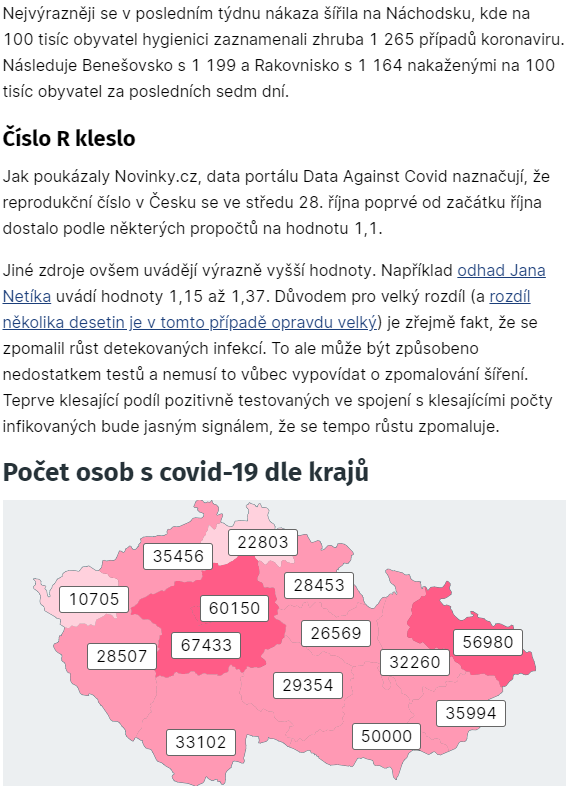 Nejvýrazněji se v posledním týdnu nákaza šířila na Náchodsku, kde na
100 tisíc obyvatel hygienici zaznamenali zhruba 1 265 případů koronaviru.
Následuje Benešovsko s 1 199 a Rakovnisko s 1 164 nakaženými na 100
tisíc obyvatel za posledních sedm dní.
Číslo R kleslo
Jak poukázaly Novinky.cz, data portálu Data Against Covid naznačují, že
reprodukční číslo v Česku se ve středu 28. října poprvé od začátku října
dostalo podle některých propočtů na hodnotu 1,1.
Jiné zdroje ovšem uvádějí výrazně vyšší hodnoty. Například odhad Jana
Netíka uvádí hodnoty 1,15 až 1,37. Důvodem pro velký rozdíl (a rozdíl
několika desetin je v tomto případě opravdu velký) je zřejmě fakt, že se
zpomalil růst detekovaných infekcí. To ale může být způsobeno
nedostatkem testů a nemusí to vůbec vypovídat o zpomalování šíření.
Teprve klesající podíl pozitivně testovaných ve spojení s klesajícími počty
infikovaných bude jasným signálem, že se tempo růstu zpomaluje.
Počet osob s covid-19 dle krajů
22803
35456
28453
10705
60150
26569
67433
56980
28507
32260
29354
35994
50000
33102